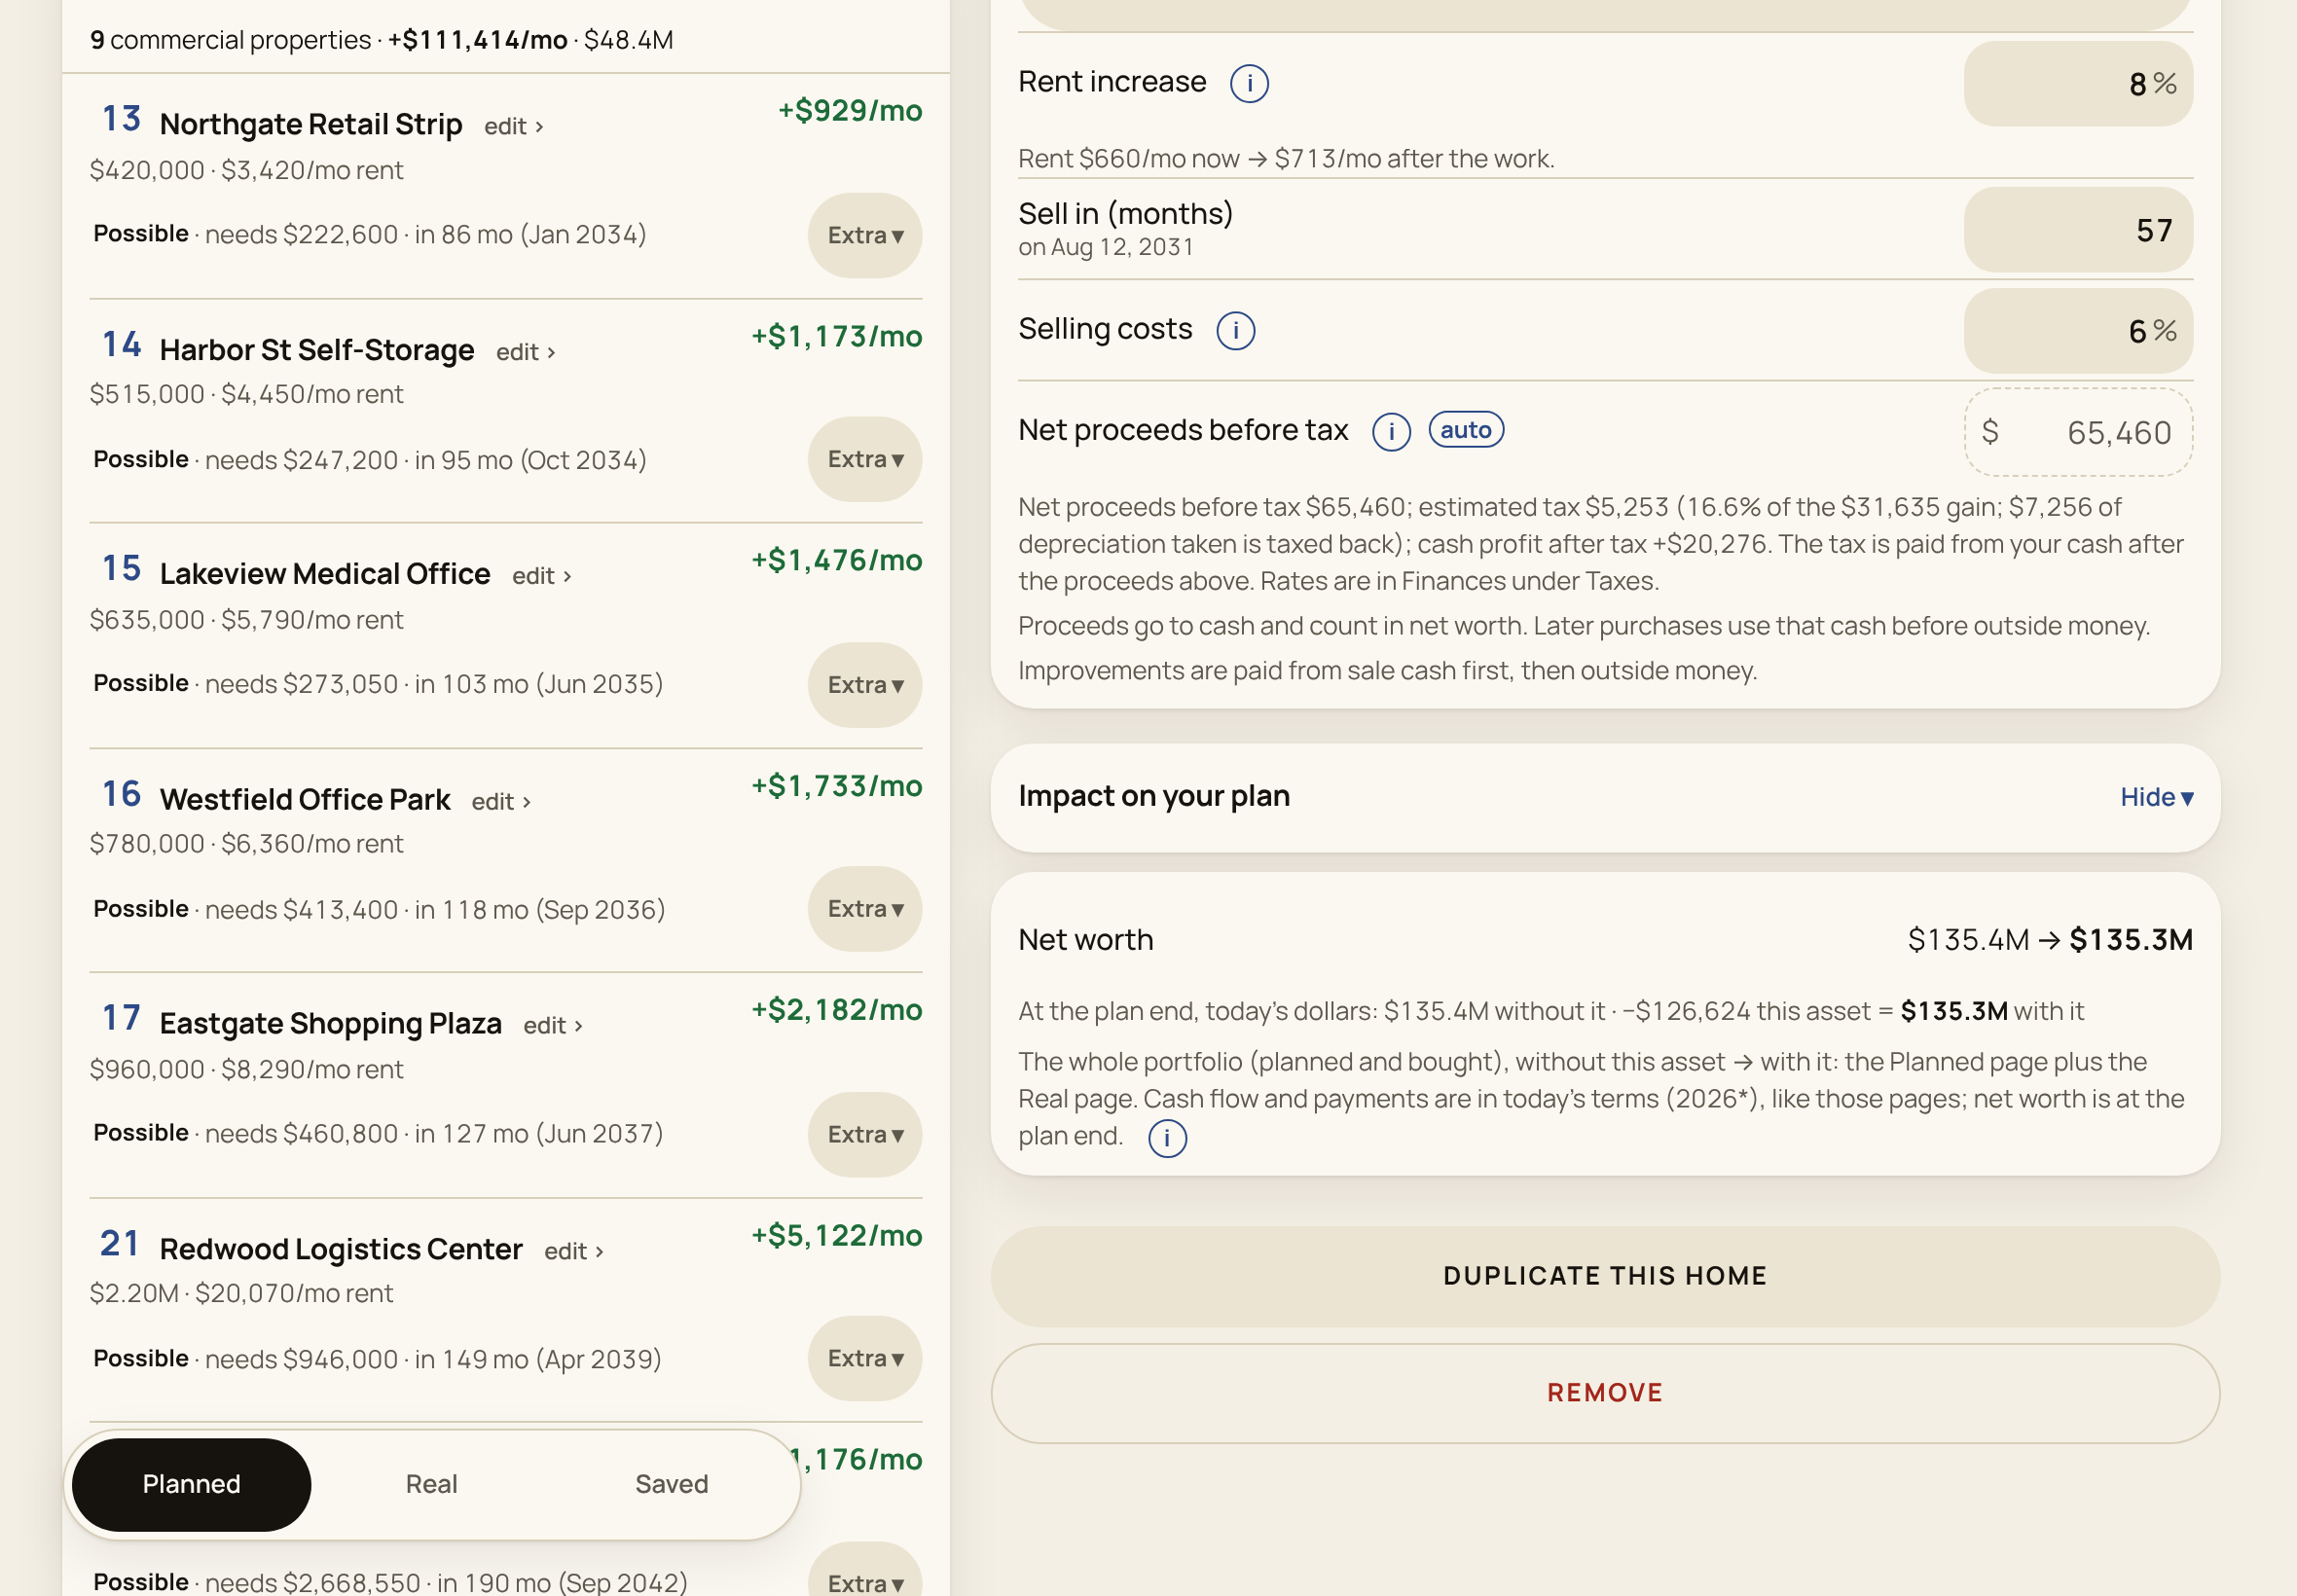 9 commercial properties · +$111,414/mo · $48.4M
13 Northgate Retail Strip edit › +$929/mo
$420,000 · $3,420/mo rent
Possible · needs $222,600 · in 86 mo (Jan 2034) Extra ▾
14 Harbor St Self-Storage edit › +$1,173/mo
$515,000 · $4,450/mo rent
Possible · needs $247,200 · in 95 mo (Oct 2034) Extra ▾
15 Lakeview Medical Office edit › +$1,476/mo
$635,000 · $5,790/mo rent
Possible · needs $273,050 · in 103 mo (Jun 2035) Extra ▾
16 Westfield Office Park edit › +$1,733/mo
$780,000 · $6,360/mo rent
Possible · needs $413,400 · in 118 mo (Sep 2036) Extra ▾
17 Eastgate Shopping Plaza edit › +$2,182/mo
$960,000 · $8,290/mo rent
Possible · needs $460,800 · in 127 mo (Jun 2037) Extra ▾
21 Redwood Logistics Center edit › +$5,122/mo
$2.20M · $20,070/mo rent
Possible · needs $946,000 · in 149 mo (Apr 2039) Extra ▾
1,176/mo
Planned Real Saved
Possible · needs $2,668,550 · in 190 mo (Sep 2042) Extra ▾
Rent increase i 8 %
Rent $660/mo now → $713/mo after the work.
Sell in (months) 57
on Aug 12, 2031
Selling costs i 6 %
Net proceeds before tax i auto $ 65,460
Net proceeds before tax $65,460; estimated tax $5,253 (16.6% of the $31,635 gain; $7,256 of
depreciation taken is taxed back); cash profit after tax +$20,276. The tax is paid from your cash after
the proceeds above. Rates are in Finances under Taxes.
Proceeds go to cash and count in net worth. Later purchases use that cash before outside money.
Improvements are paid from sale cash first, then outside money.
Impact on your plan Hide ▾
Net worth $135.4M → $135.3M
At the plan end, today's dollars: $135.4M without it · −$126,624 this asset = $135.3M with it
The whole portfolio (planned and bought), without this asset → with it: the Planned page plus the
Real page. Cash flow and payments are in today's terms (2026*), like those pages; net worth is at the
plan end. i
DUPLICATE THIS HOME
REMOVE